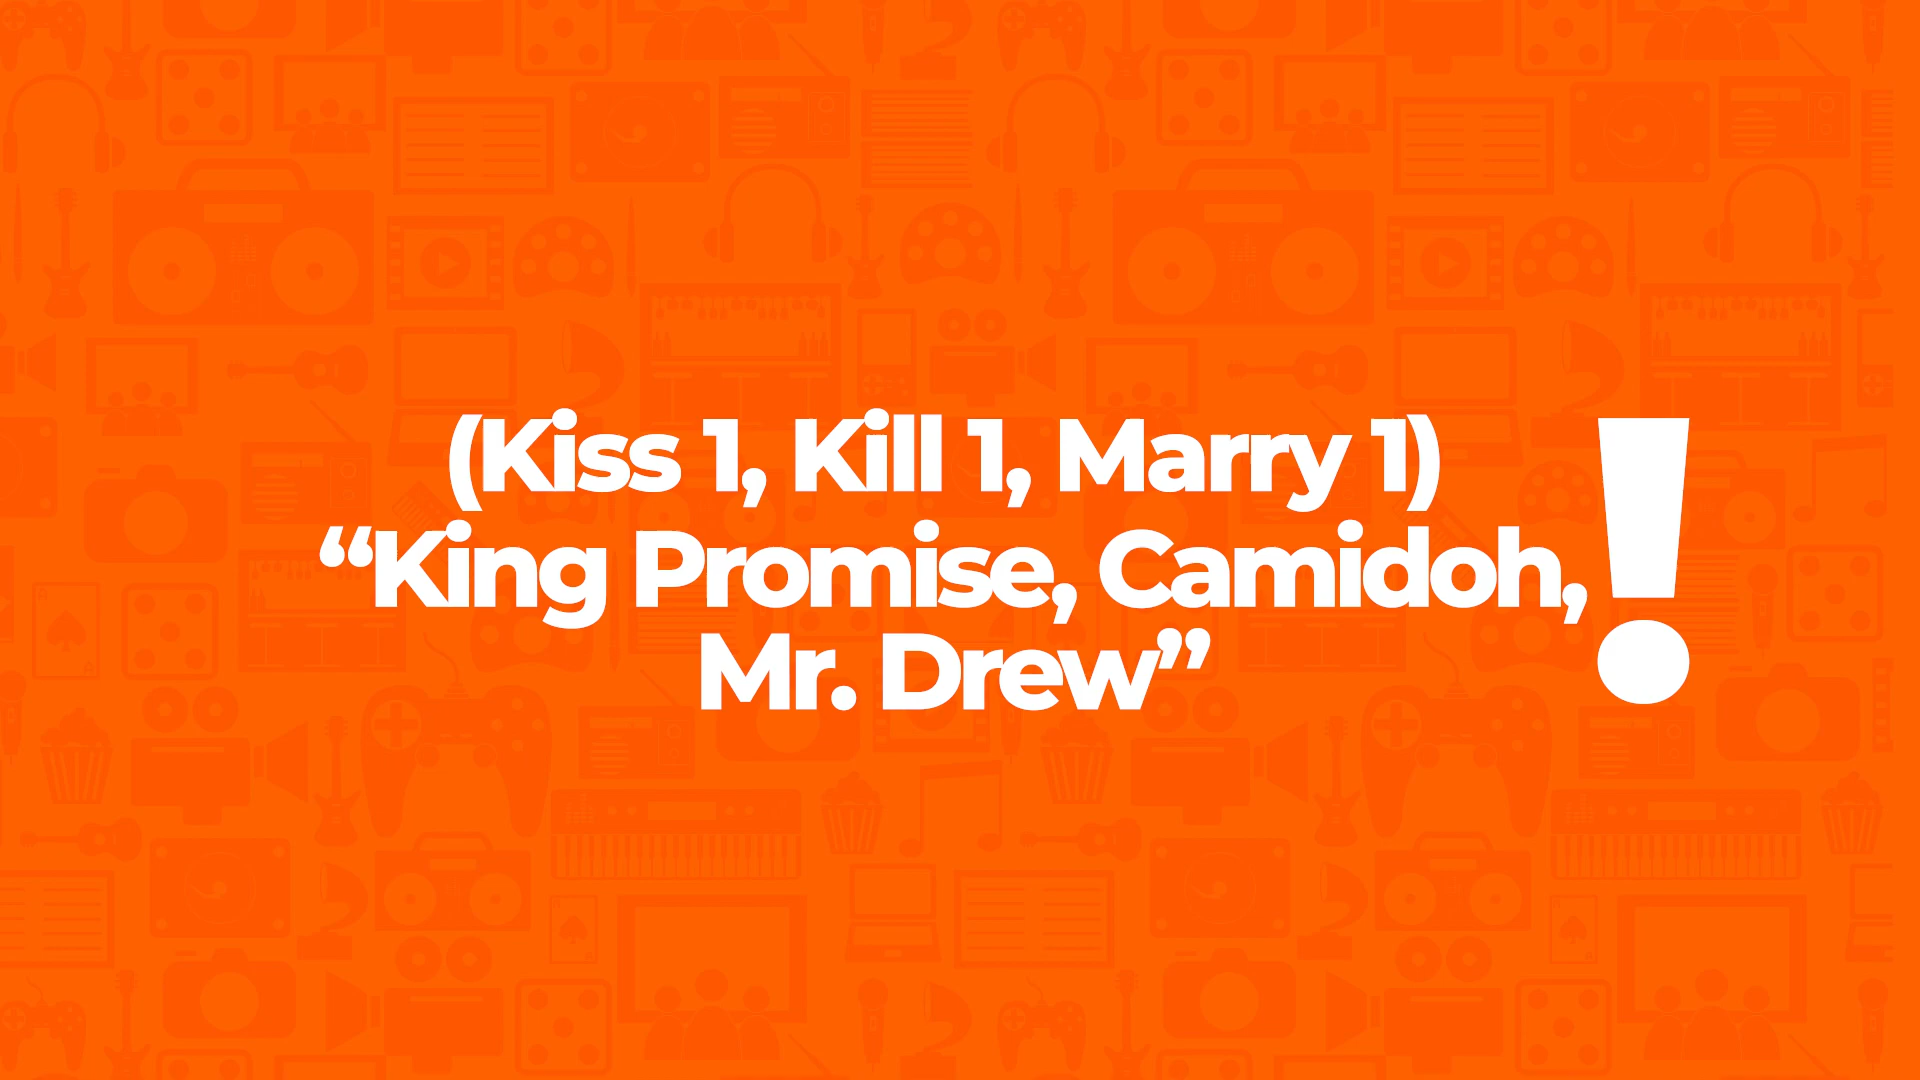 (Kiss 1, Kill 1, Marry 1)
“King Promise, Camidoh,
Mr. Drew”
!